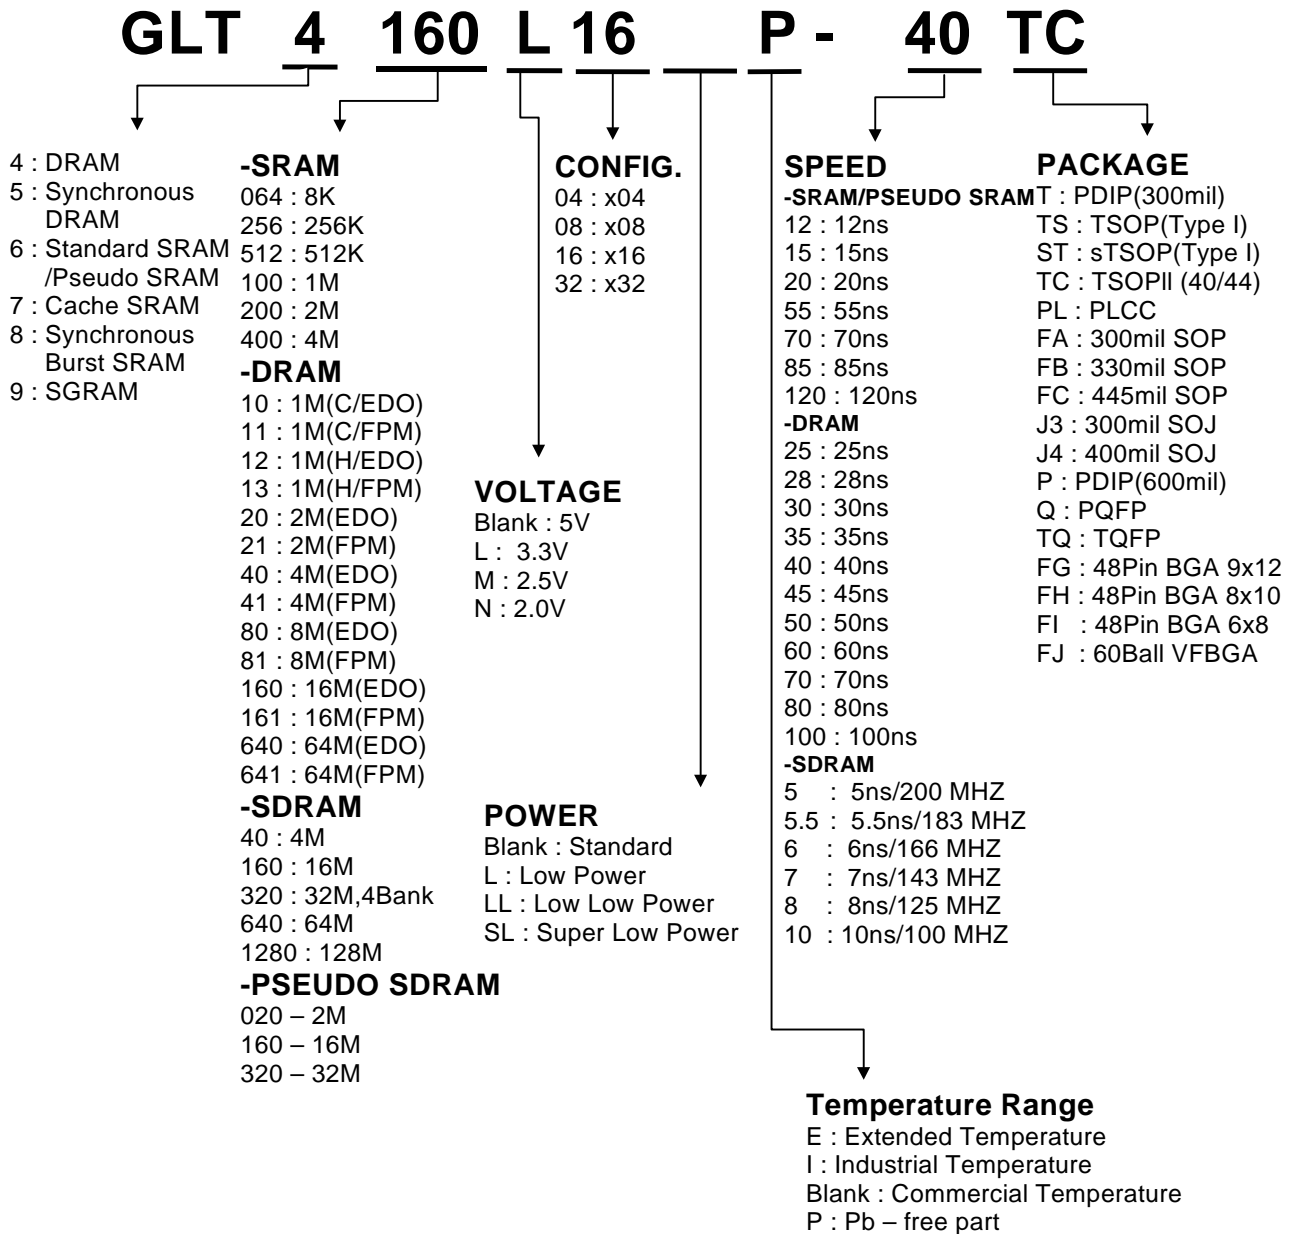 GLT 4 160 L 16 P - 40 TC
4 : DRAM
5 : Synchronous
DRAM
6 : Standard SRAM
/Pseudo SRAM
7 : Cache SRAM
8 : Synchronous
Burst SRAM
9 : SGRAM
-SRAM
064 : 8K
256 : 256K
512 : 512K
100 : 1M
200 : 2M
400 : 4M
-DRAM
10 : 1M(C/EDO)
11 : 1M(C/FPM)
12 : 1M(H/EDO)
13 : 1M(H/FPM)
20 : 2M(EDO)
21 : 2M(FPM)
40 : 4M(EDO)
41 : 4M(FPM)
80 : 8M(EDO)
81 : 8M(FPM)
160 : 16M(EDO)
161 : 16M(FPM)
640 : 64M(EDO)
641 : 64M(FPM)
-SDRAM
40 : 4M
160 : 16M
320 : 32M,4Bank
640 : 64M
1280 : 128M
-PSEUDO SDRAM
020 – 2M
160 – 16M
320 – 32M
VOLTAGE
Blank : 5V
L : 3.3V
M : 2.5V
N : 2.0V
CONFIG.
04 : x04
08 : x08
16 : x16
32 : x32
POWER
Blank : Standard
L : Low Power
LL : Low Low Power
SL : Super Low Power
SPEED
-SRAM/PSEUDO SRAM
12 : 12ns
15 : 15ns
20 : 20ns
55 : 55ns
70 : 70ns
85 : 85ns
120 : 120ns
-DRAM
25 : 25ns
28 : 28ns
30 : 30ns
35 : 35ns
40 : 40ns
45 : 45ns
50 : 50ns
60 : 60ns
70 : 70ns
80 : 80ns
100 : 100ns
-SDRAM
5 : 5ns/200 MHZ
5.5 : 5.5ns/183 MHZ
6 : 6ns/166 MHZ
7 : 7ns/143 MHZ
8 : 8ns/125 MHZ
10 : 10ns/100 MHZ
PACKAGE
T : PDIP(300mil)
TS : TSOP(Type I)
ST : sTSOP(Type I)
TC : TSOPll (40/44)
PL : PLCC
FA : 300mil SOP
FB : 330mil SOP
FC : 445mil SOP
J3 : 300mil SOJ
J4 : 400mil SOJ
P : PDIP(600mil)
Q : PQFP
TQ : TQFP
FG : 48Pin BGA 9x12
FH : 48Pin BGA 8x10
FI : 48Pin BGA 6x8
FJ : 60Ball VFBGA
Temperature Range
E : Extended Temperature
I : Industrial Temperature
Blank : Commercial Temperature
P : Pb – free part